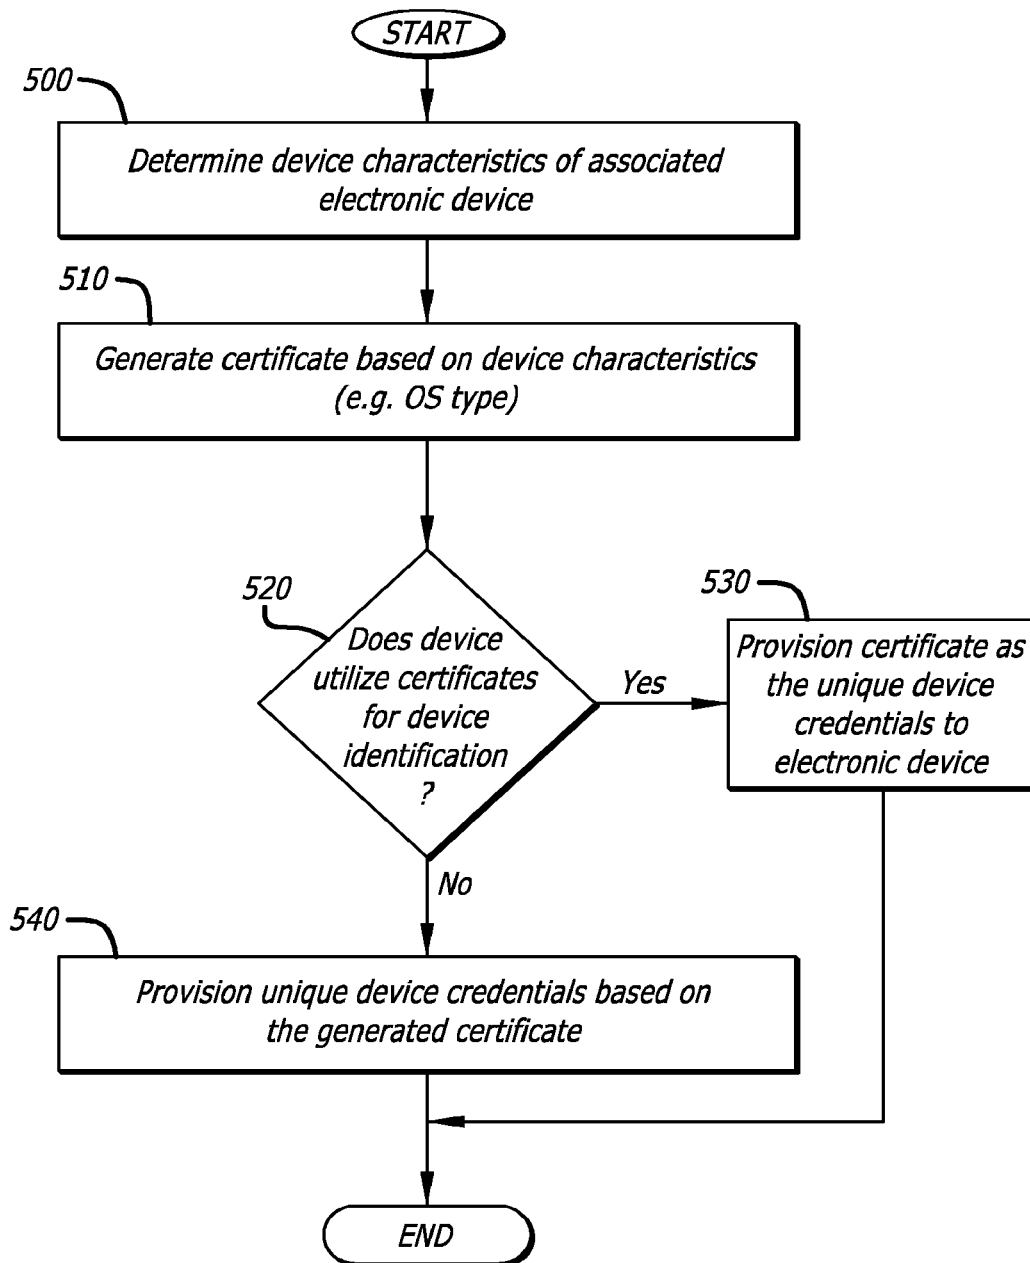 START
500
Determine device characteristics of associated
electronic device
510
Generate certificate based on device characteristics
(e.g. OS type)
520
Does device
utilize certificates
for device
identification
?
Yes
530
Provision certificate as
the unique device
credentials to
electronic device
No
540
Provision unique device credentials based on
the generated certificate
END